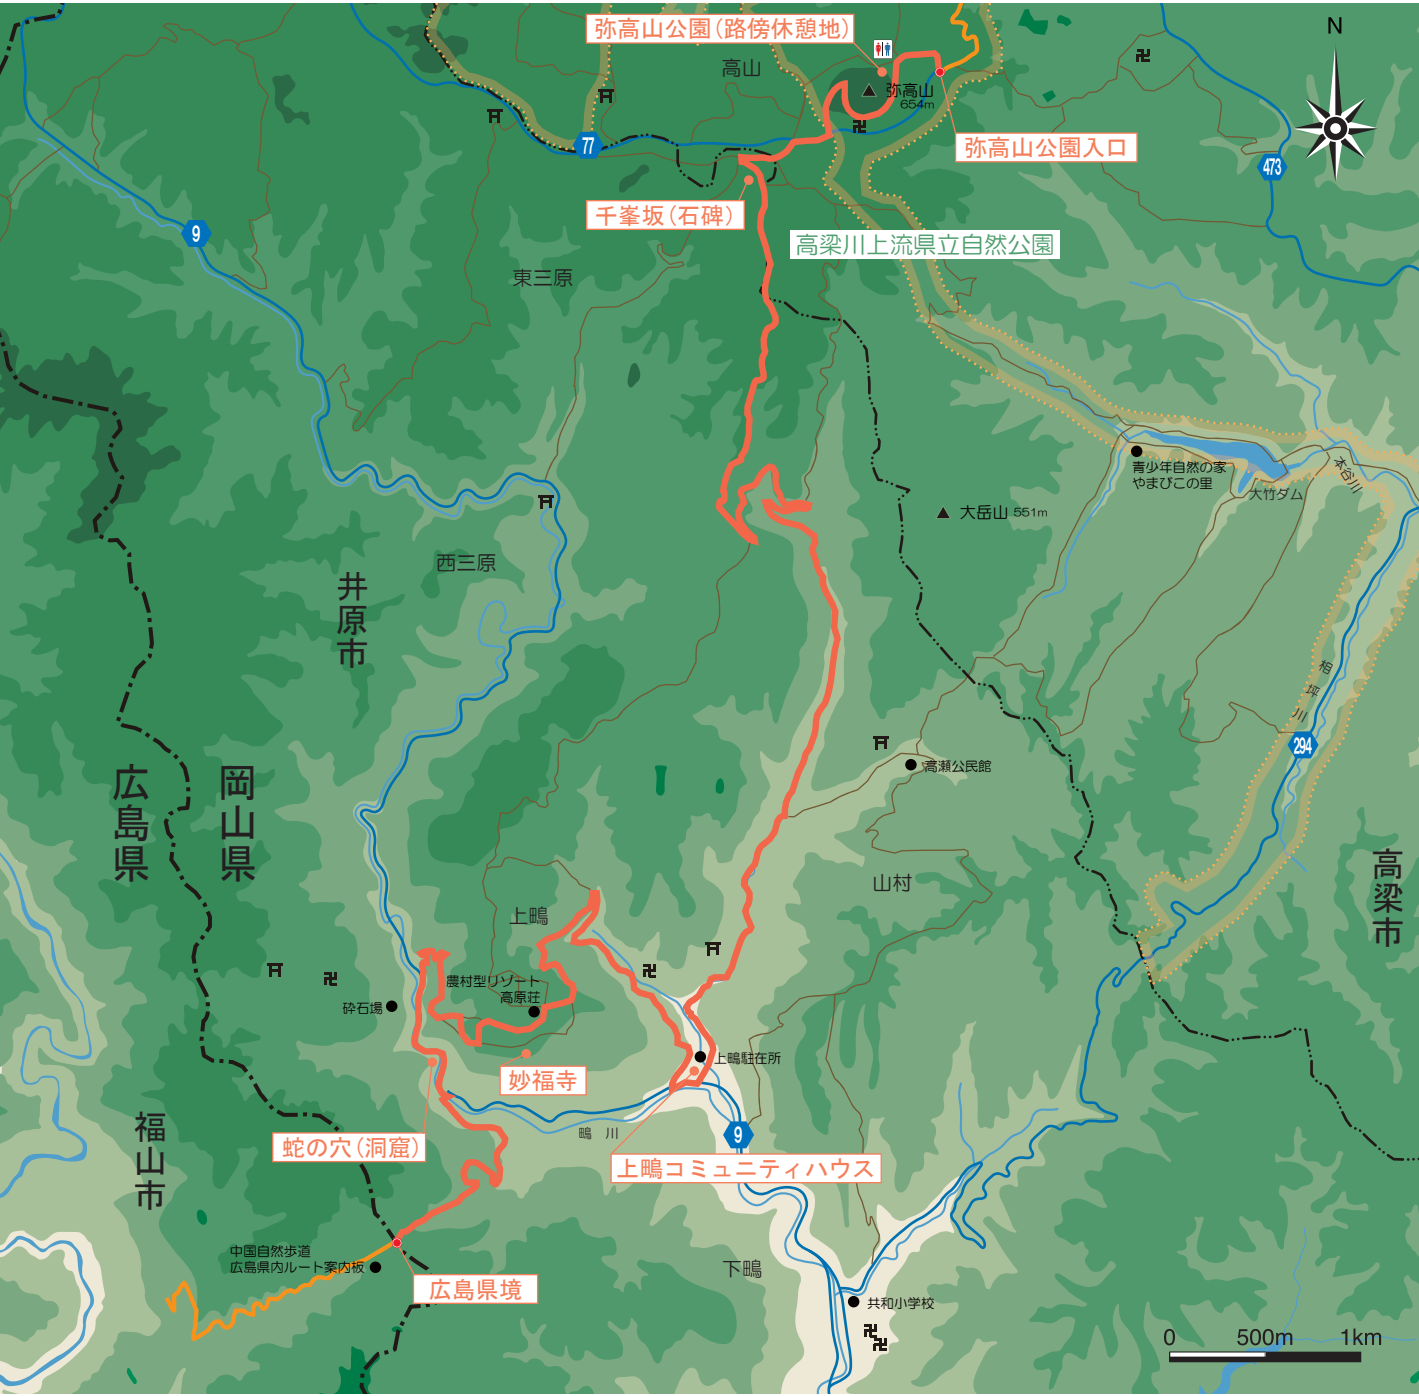 弥高山公園(路傍休憩地)
N
高山
弥高山
654m
77
弥高山公園入口
473
千峯坂(石碑)
9
高梁川上流県立自然公園
東三原
青少年自然の家
やまびこの里
大竹ダム
本谷川
大岳山 551m
西三原
井原市
相坪川
294
高瀬公民館
広島県
岡山県
山村
高梁市
上鴫
農村型リゾート
高原荘
砕石場
上鴫駐在所
妙福寺
福山市
蛇の穴(洞窟)
鴫 川
9
上鴫コミュニティハウス
中国自然歩道
広島県内ルート案内板
下鴫
広島県境
共和小学校
0 500m 1km